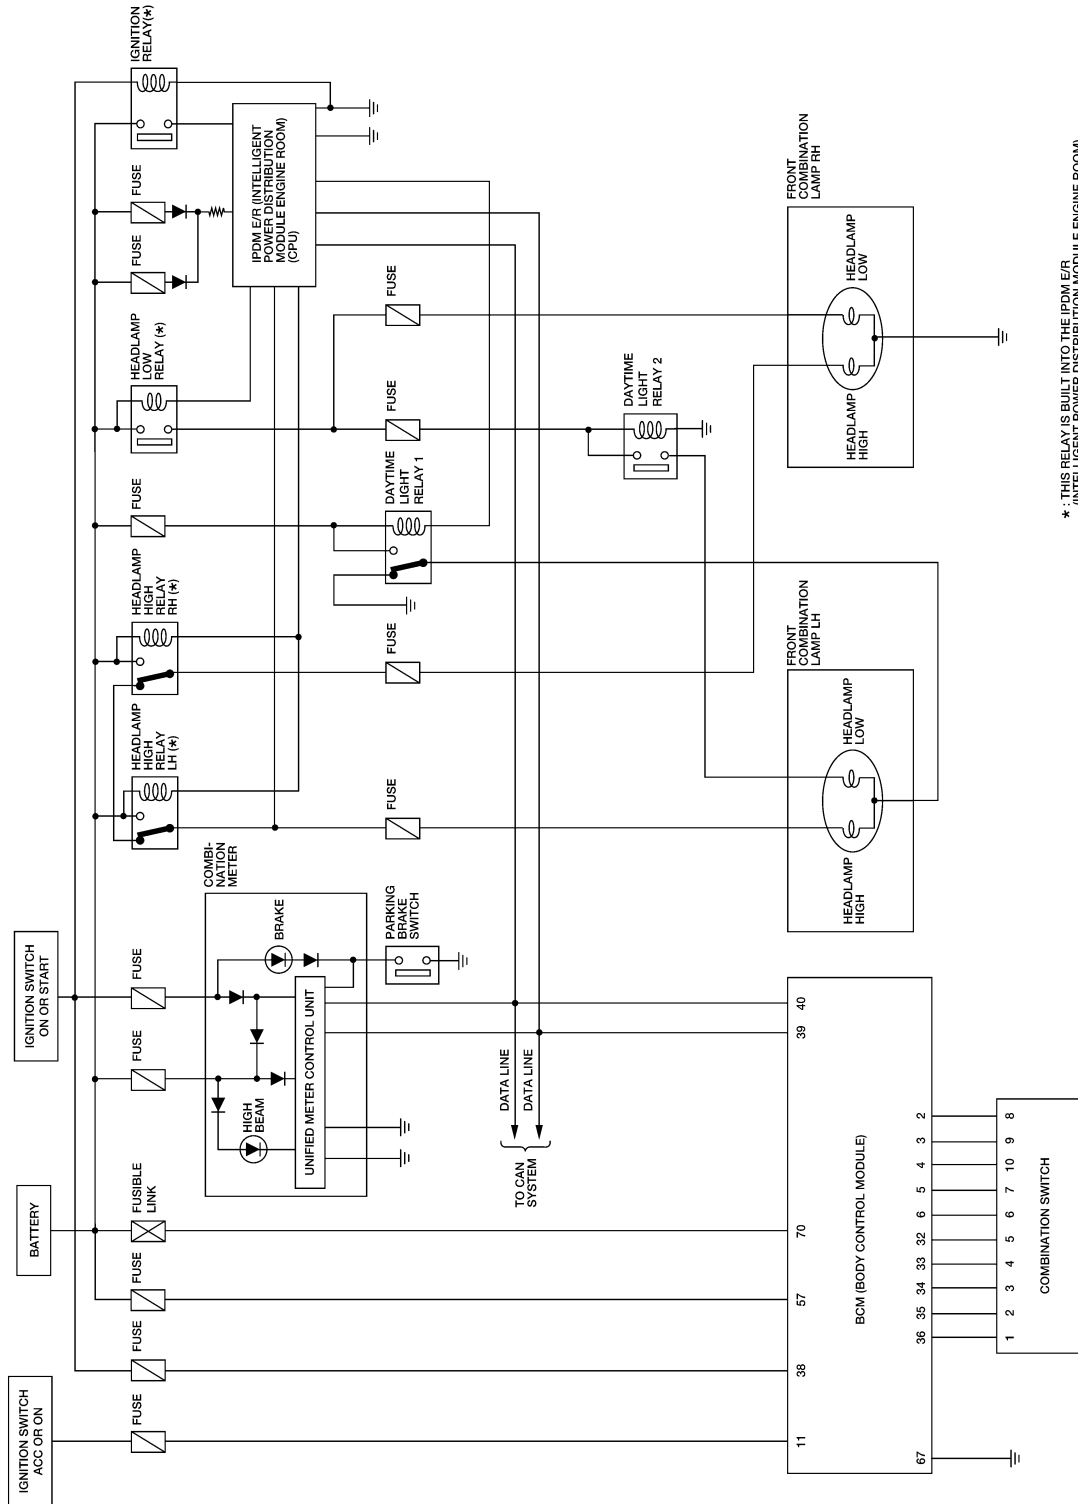 IGNITION SWITCH
ACC OR ON
BATTERY
IGNITION SWITCH
ON OR START
FUSE
FUSE
FUSE
FUSIBLE
LINK
FUSE
FUSE
HEADLAMP
HIGH
RELAY
LH (*)
HEADLAMP
HIGH
RELAY
RH (*)
FUSE
HEADLAMP
LOW
RELAY (*)
FUSE
FUSE
IGNITION
RELAY(*)
COMBI-
NATION
METER
HIGH
BEAM
BRAKE
UNIFIED METER CONTROL UNIT
IPDM E/R (INTELLIGENT
POWER DISTRIBUTION
MODULE ENGINE ROOM)
(CPU)
PARKING
BRAKE
SWITCH
FUSE
FUSE
DAYTIME
LIGHT
RELAY 1
FUSE
FUSE
DATA LINE
DATA LINE
TO CAN
SYSTEM
DAYTIME
LIGHT
RELAY 2
11
38
57
70
39
40
BCM (BODY CONTROL MODULE)
67
36
35
34
33
32
6
5
4
3
2
1
2
3
4
5
6
7
10
9
8
COMBINATION SWITCH
FRONT
COMBINATION
LAMP LH
HEADLAMP
HIGH
HEADLAMP
LOW
FRONT
COMBINATION
LAMP RH
HEADLAMP
HIGH
HEADLAMP
LOW
* : THIS RELAY IS BUILT INTO THE IPDM E/R
(INTELLIGENT POWER DISTRIBUTION MODULE ENGINE ROOM)